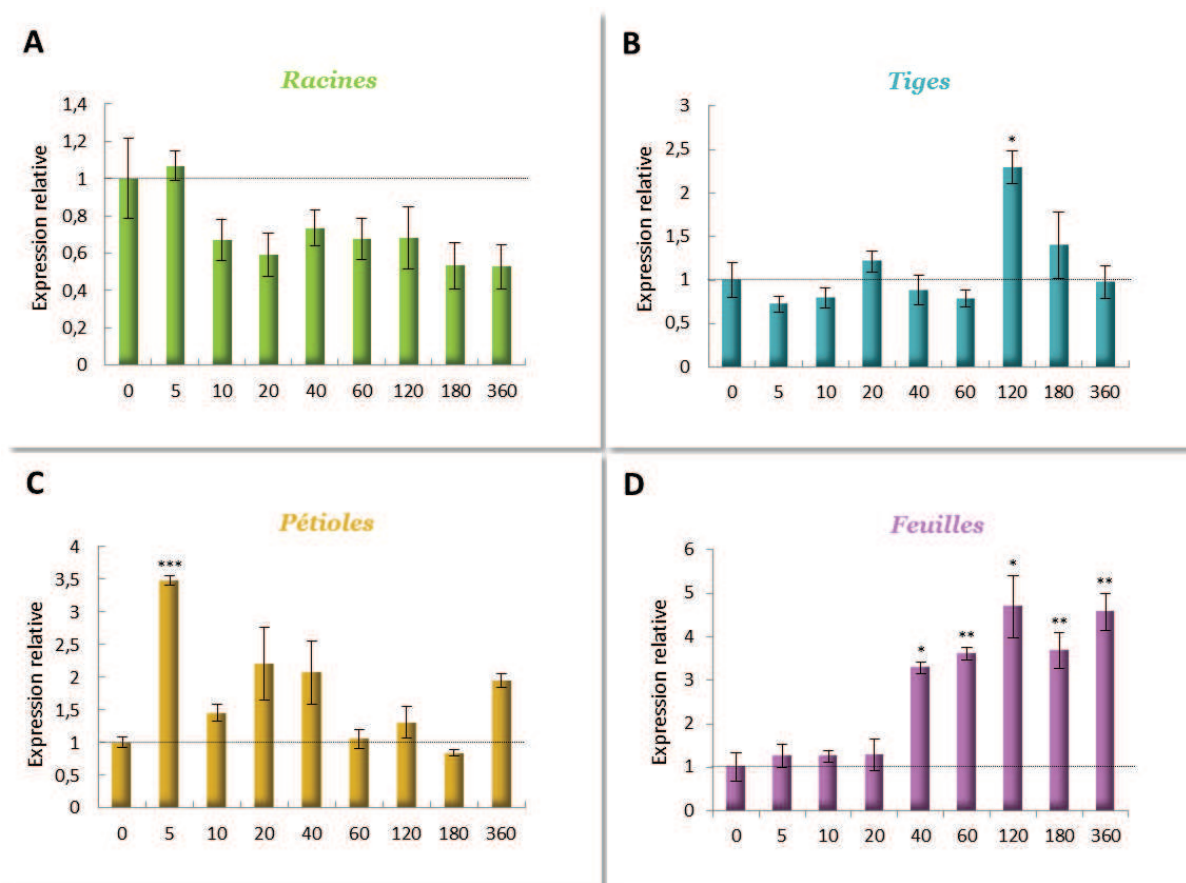 A
Racines
Expression relative
1,4
1,2
1
0,8
0,6
0,4
0,2
0
0 5 10 20 40 60 120 180 360
B
Tiges
Expression relative
3
2,5
2
1,5
1
0,5
0
*
0 5 10 20 40 60 120 180 360
C
Pétioles
Expression relative
4
3,5
3
2,5
2
1,5
1
0,5
0
***
0 5 10 20 40 60 120 180 360
D
Feuilles
Expression relative
6
5
4
3
2
1
0
* ** * ** **
0 5 10 20 40 60 120 180 360